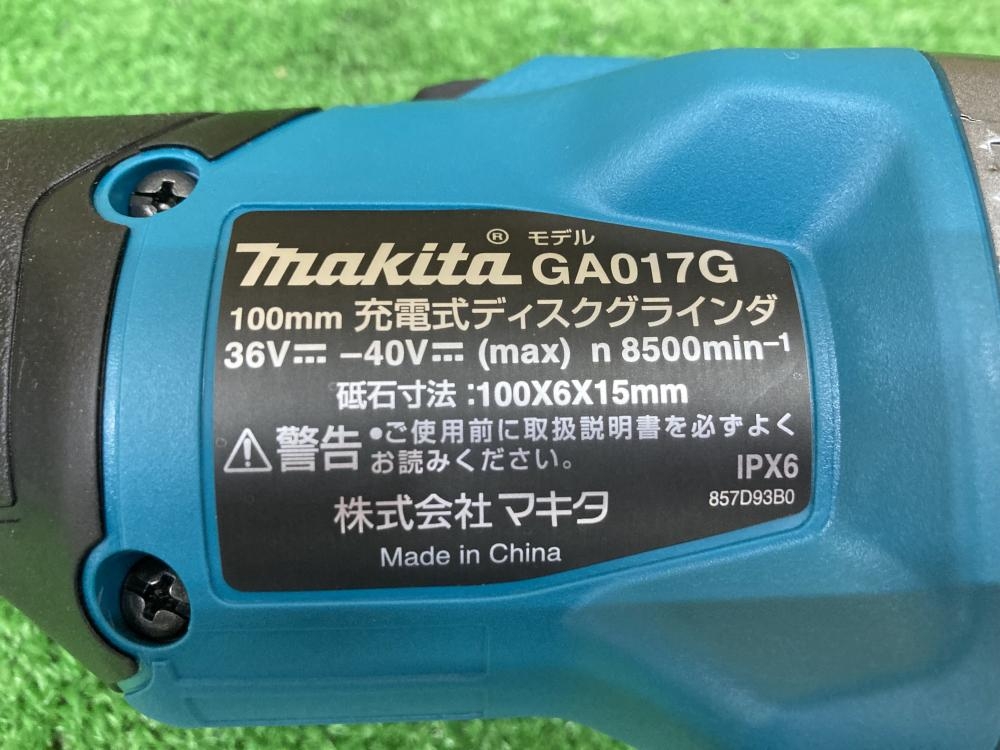 makita® モデル GA017G
100mm 充電式ディスクグラインダ
36V⎓ –40V⎓ (max) n 8500min⁻¹
砥石寸法:100X6X15mm
⚠警告 •ご使用前に取扱説明書を必ずよく
お読みください。
IPX6
857D93B0
株式会社 マキタ
Made in China